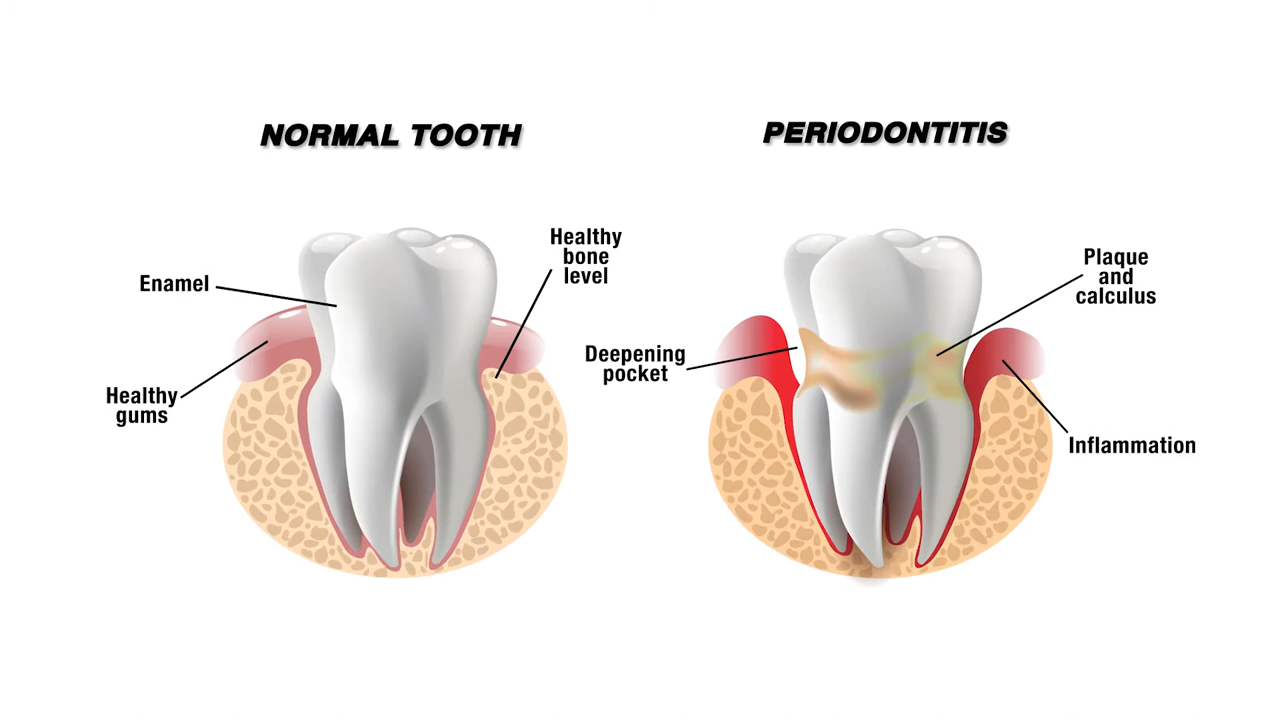 NORMAL TOOTH
Enamel
Healthy
gums
Healthy
bone
level
PERIODONTITIS
Deepening
pocket
Plaque
and
calculus
Inflammation